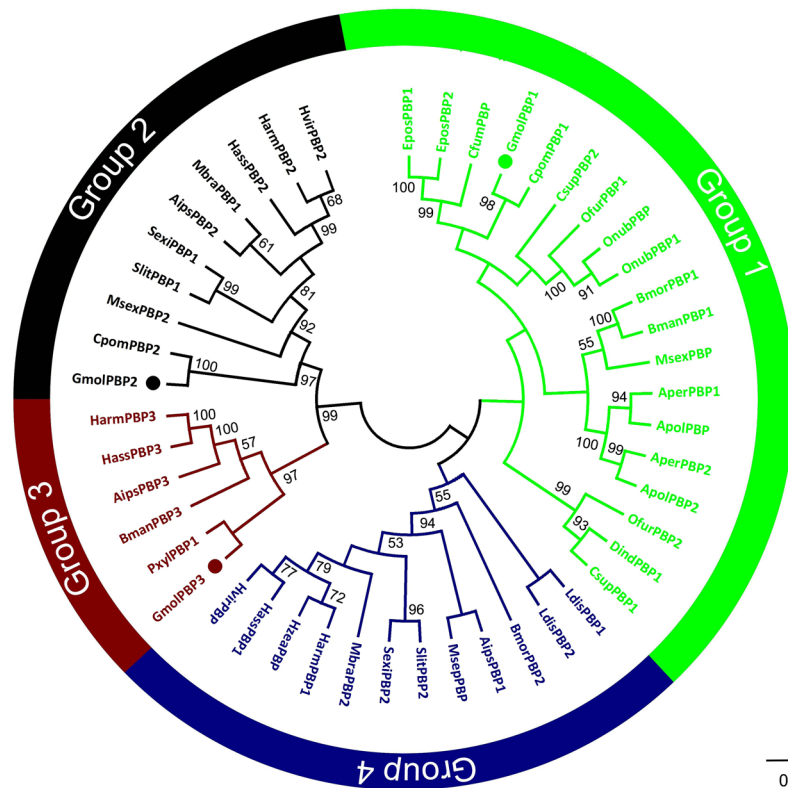 Group 1
EposPBP1
EposPBP2
CfumPBP
GmolPBP1
CpomPBP1
CsupPBP2
OfurPBP1
OnubPBP
OnubPBP1
BmorPBP1
BmanPBP1
MsexPBP
AperPBP1
ApolPBP
AperPBP2
ApolPBP2
OfurPBP2
DindPBP1
CsupPBP1
100
99
98
100
91
100
55
94
100
99
99
93
Group 4
LdisPBP1
LdisPBP2
BmorPBP2
AipsPBP1
MsepPBP
SlitPBP2
SexiPBP2
MbraPBP2
HarmPBP1
HzeaPBP
HassPBP1
HvirPBP
55
94
53
96
79
72
77
Group 3
GmolPBP3
PxylPBP1
BmanPBP3
AipsPBP3
HassPBP3
HarmPBP3
97
57
100
100
Group 2
GmolPBP2
CpomPBP2
MsexPBP2
SlitPBP1
SexiPBP1
AipsPBP2
MbraPBP1
HassPBP2
HarmPBP2
HvirPBP2
99
97
100
92
99
81
61
99
68
0